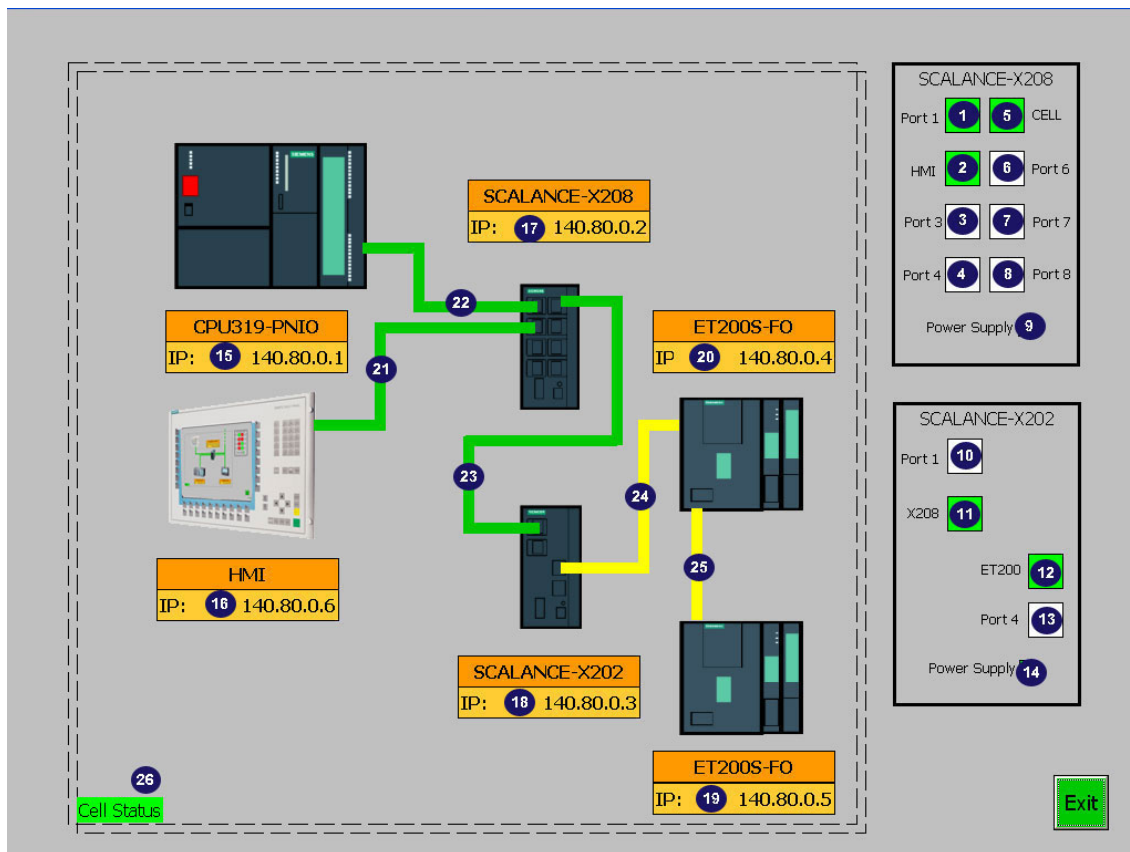 SCALANCE-X208
Port 1 1 5 CELL
HMI 2 6 Port 6
Port 3 3 7 Port 7
Port 4 4 8 Port 8
Power Supply 9
SIEMENS
SCALANCE-X208
IP: 17 140.80.0.2
22
CPU319-PNIO
IP: 15 140.80.0.1
21
ET200S-FO
IP 20 140.80.0.4
SCALANCE-X202
Port 1 10
X208 11
ET200 12
Port 4 13
Power Supply 14
23
24
25
HMI
IP: 16 140.80.0.6
SCALANCE-X202
IP: 18 140.80.0.3
ET200S-FO
IP: 19 140.80.0.5
26
Cell Status
Exit